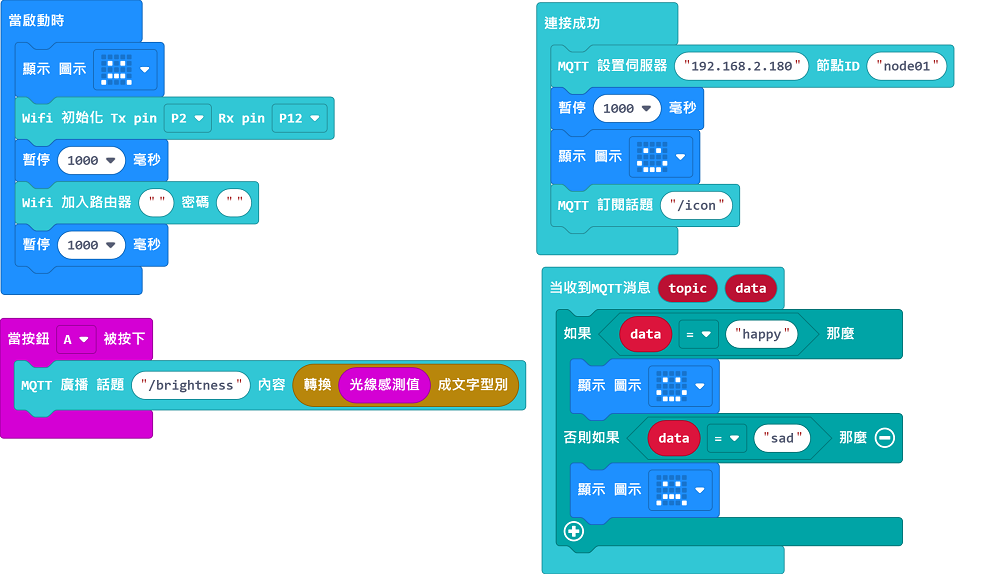 當啟動時
顯示 圖示
Wifi 初始化 Tx pin P2 Rx pin P12
暫停 1000 毫秒
Wifi 加入路由器 " " 密碼 " "
暫停 1000 毫秒
當按鈕 A 被按下
MQTT 廣播 話題 "/brightness" 內容 轉換 光線感測值 成文字型別
連接成功
MQTT 設置伺服器 "192.168.2.180" 節點ID "node01"
暫停 1000 毫秒
顯示 圖示
MQTT 訂閱話題 "/icon"
当收到MQTT消息 topic data
如果 data = "happy" 那麼
顯示 圖示
否則如果 data = "sad" 那麼
顯示 圖示